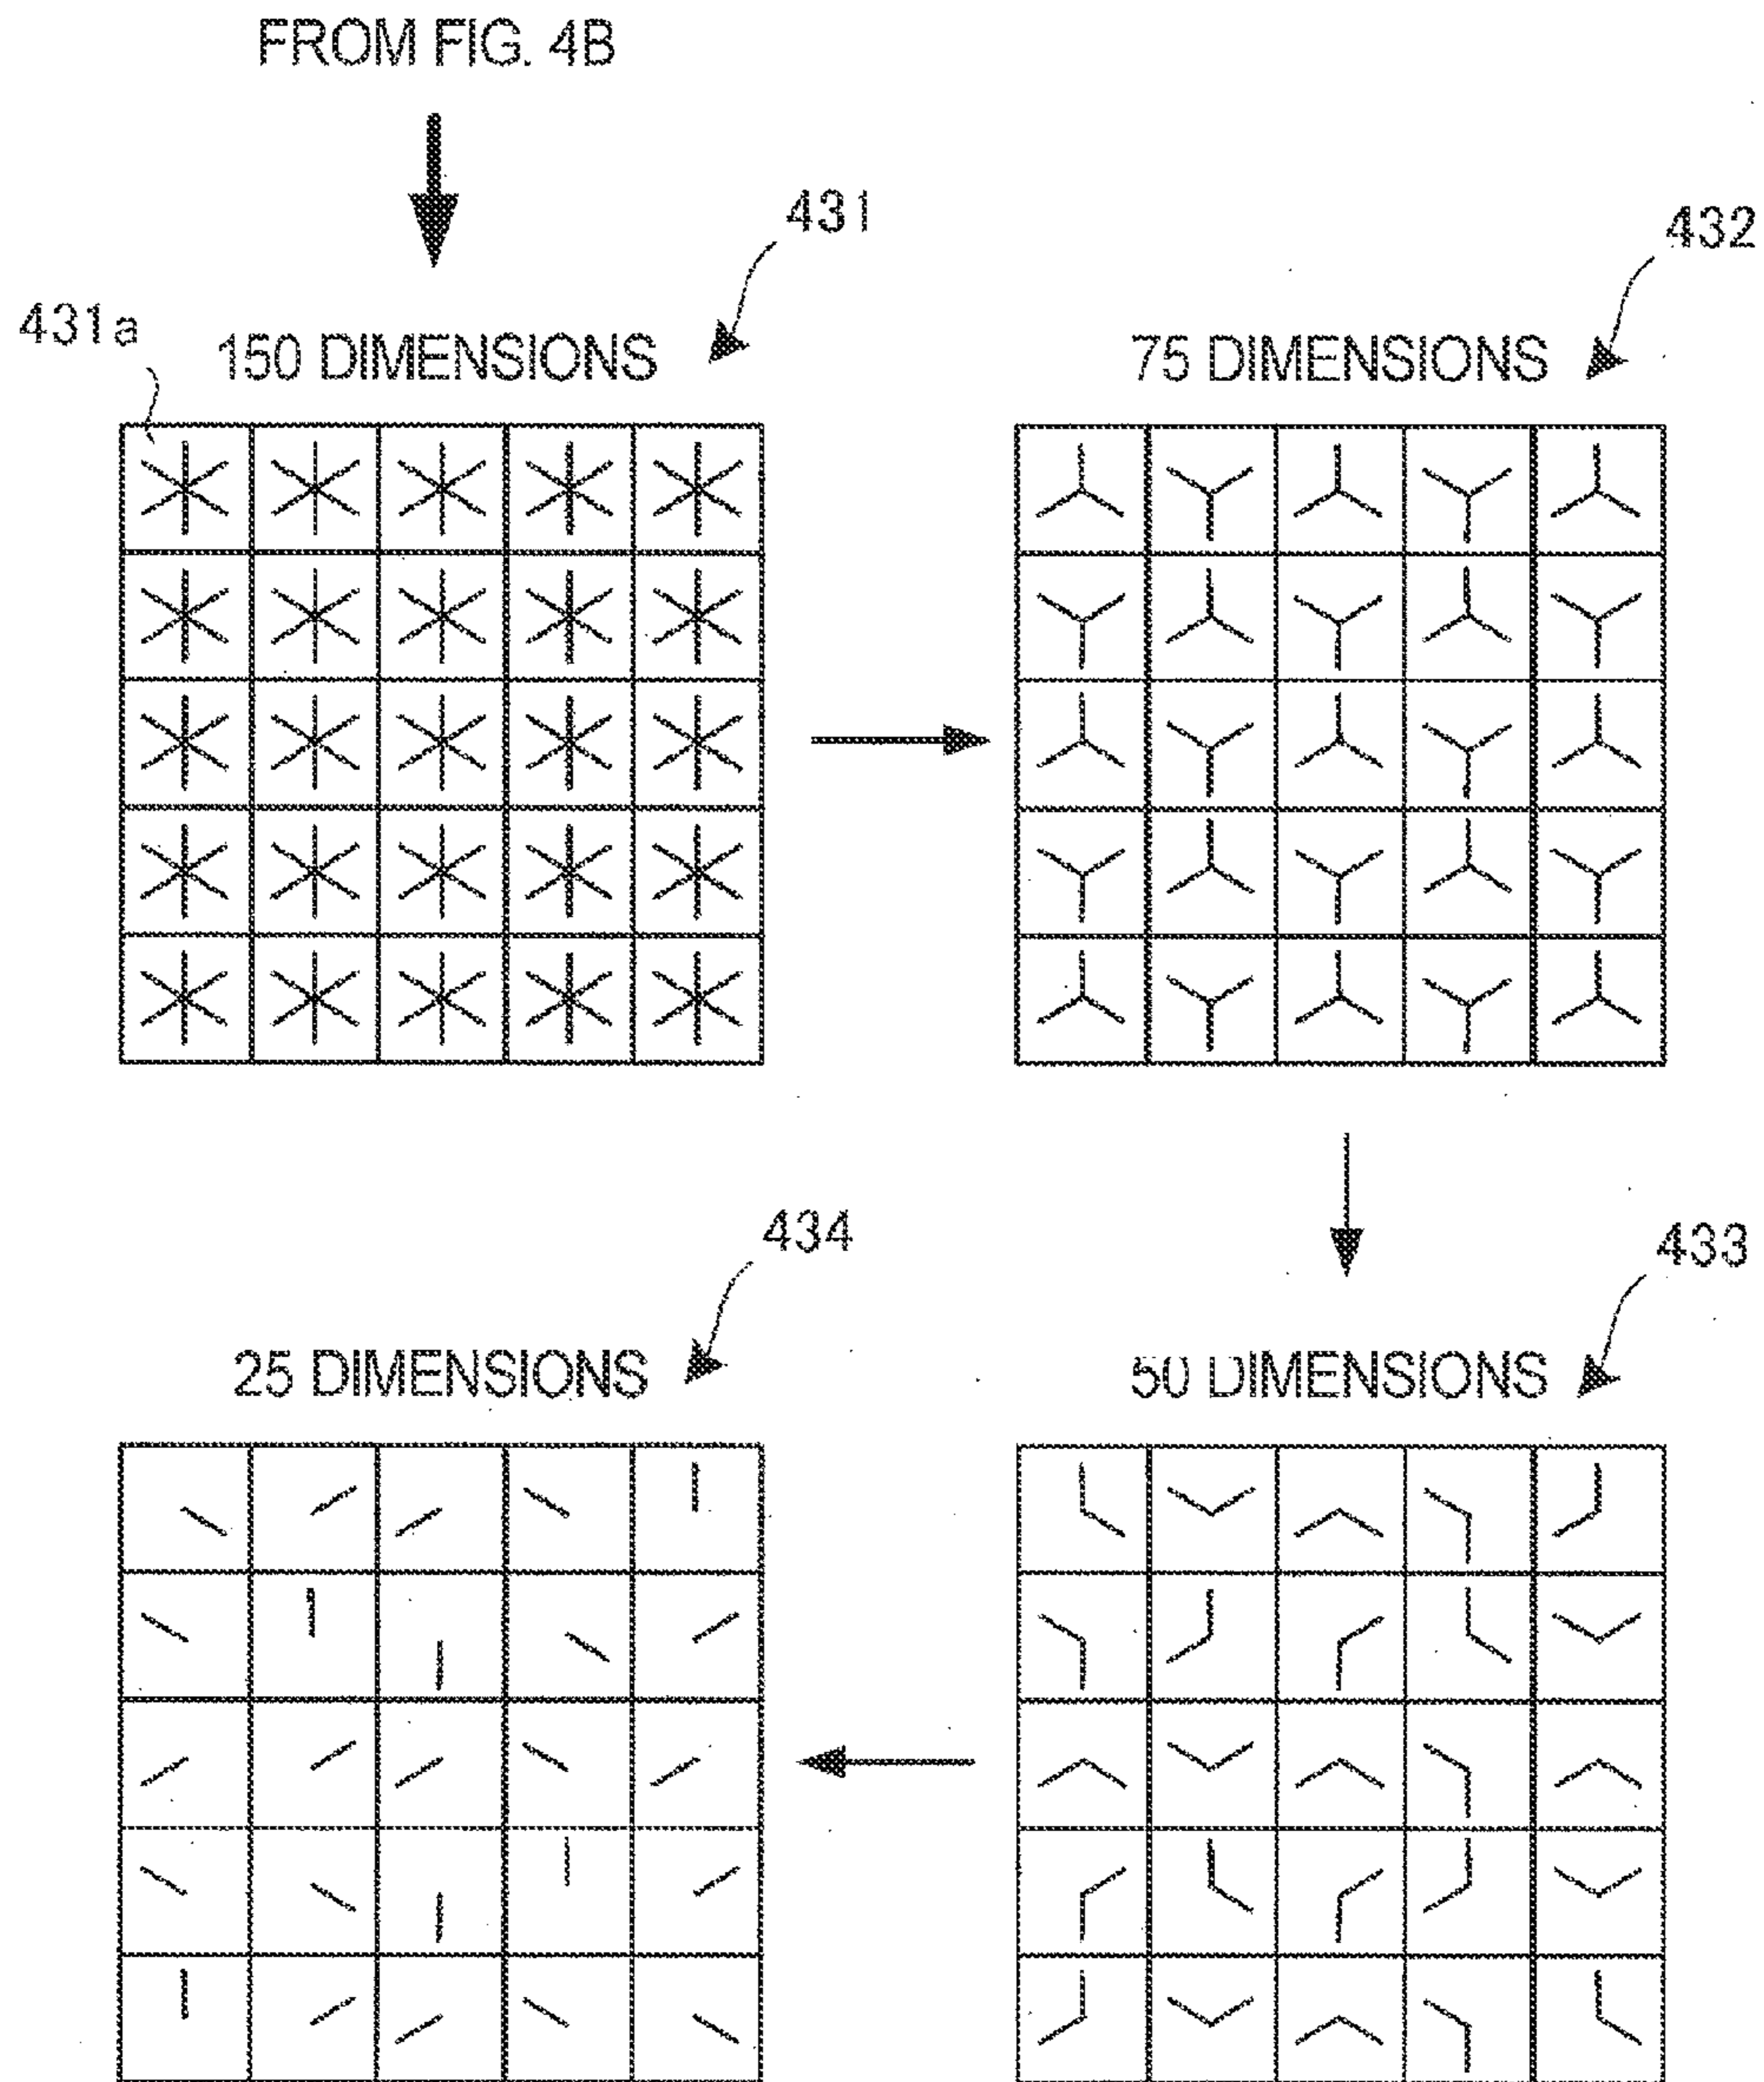 FROM FIG. 4B
431
432
431a
150 DIMENSIONS
75 DIMENSIONS
434
433
25 DIMENSIONS
50 DIMENSIONS